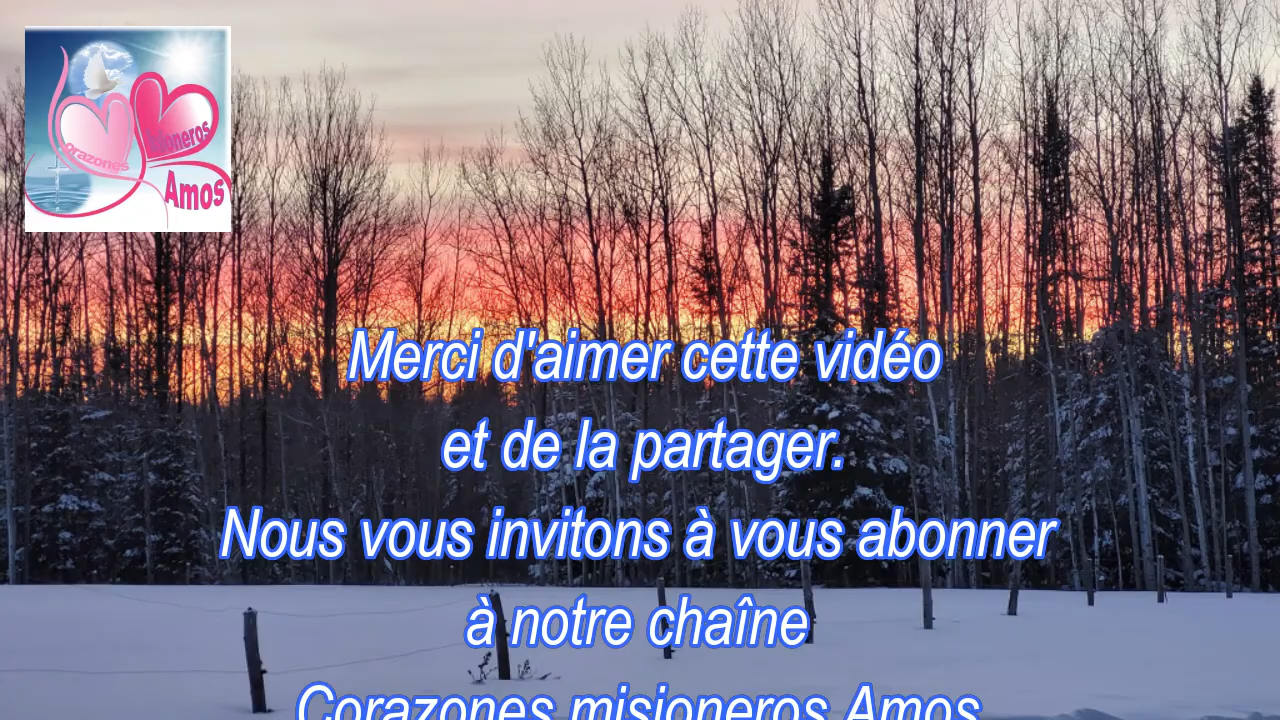 Corazones
Misioneros
Amos
Merci d'aimer cette vidéo
et de la partager.
Nous vous invitons à vous abonner
à notre chaîne
Corazones misioneros Amos